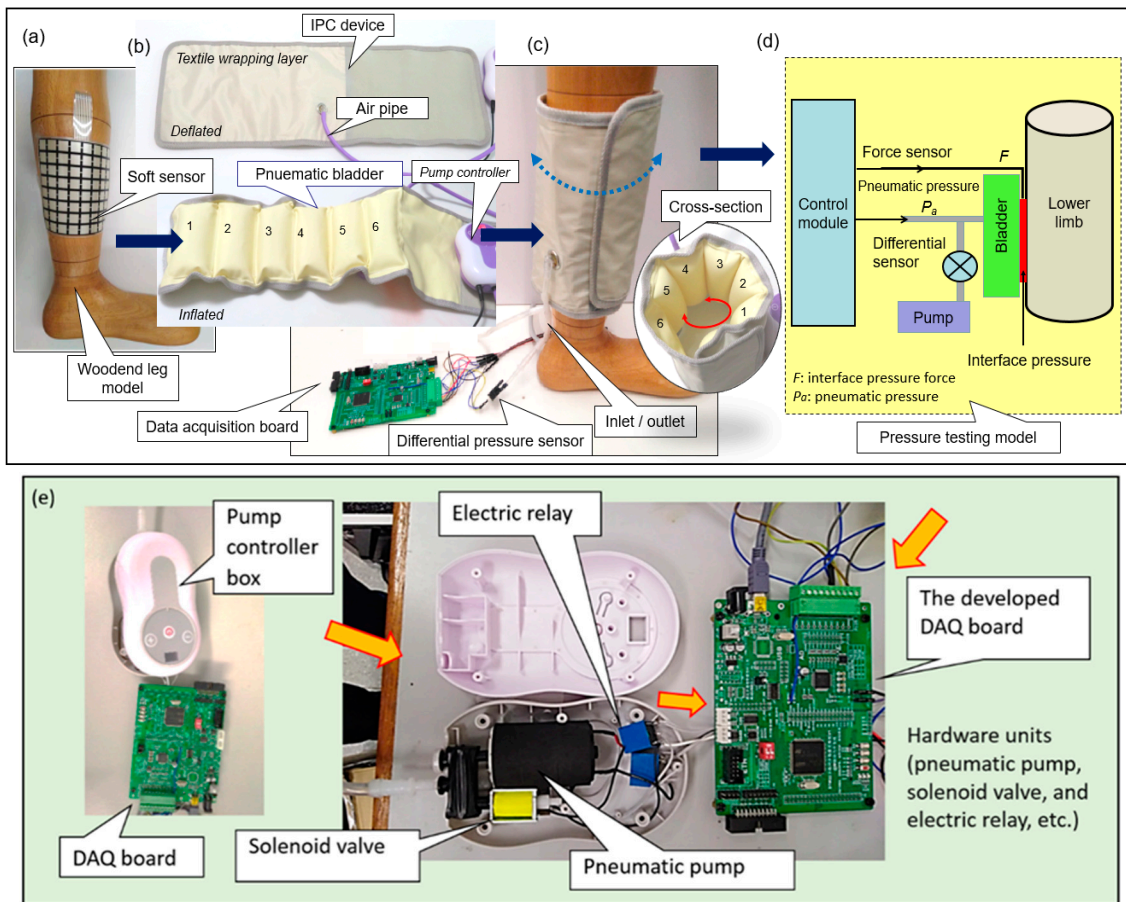 (a)
Soft sensor
Woodend leg
model
(b)
IPC device
Textile wrapping layer
Air pipe
Deflated
Pnuematic bladder
Pump controller
1
2
3
4
5
6
Inflated
(c)
Cross-section
4
3
5
2
6
1
Data acquisition board
Differential pressure sensor
Inlet / outlet
(d)
Force sensor
F
Pneumatic pressure
Pa
Control
module
Differential
sensor
Bladder
Lower
limb
Pump
Interface pressure
F: interface pressure force
Pa: pneumatic pressure
Pressure testing model
(e)
Pump
controller
box
DAQ board
Electric relay
Solenoid valve
Pneumatic pump
The developed
DAQ board
Hardware units
(pneumatic pump,
solenoid valve, and
electric relay, etc.)